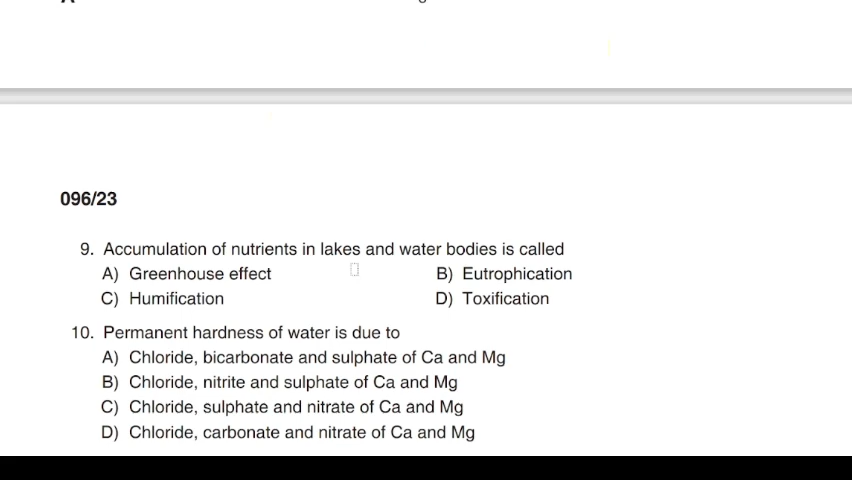 096/23
9. Accumulation of nutrients in lakes and water bodies is called
A) Greenhouse effect B) Eutrophication
C) Humification D) Toxification
10. Permanent hardness of water is due to
A) Chloride, bicarbonate and sulphate of Ca and Mg
B) Chloride, nitrite and sulphate of Ca and Mg
C) Chloride, sulphate and nitrate of Ca and Mg
D) Chloride, carbonate and nitrate of Ca and Mg